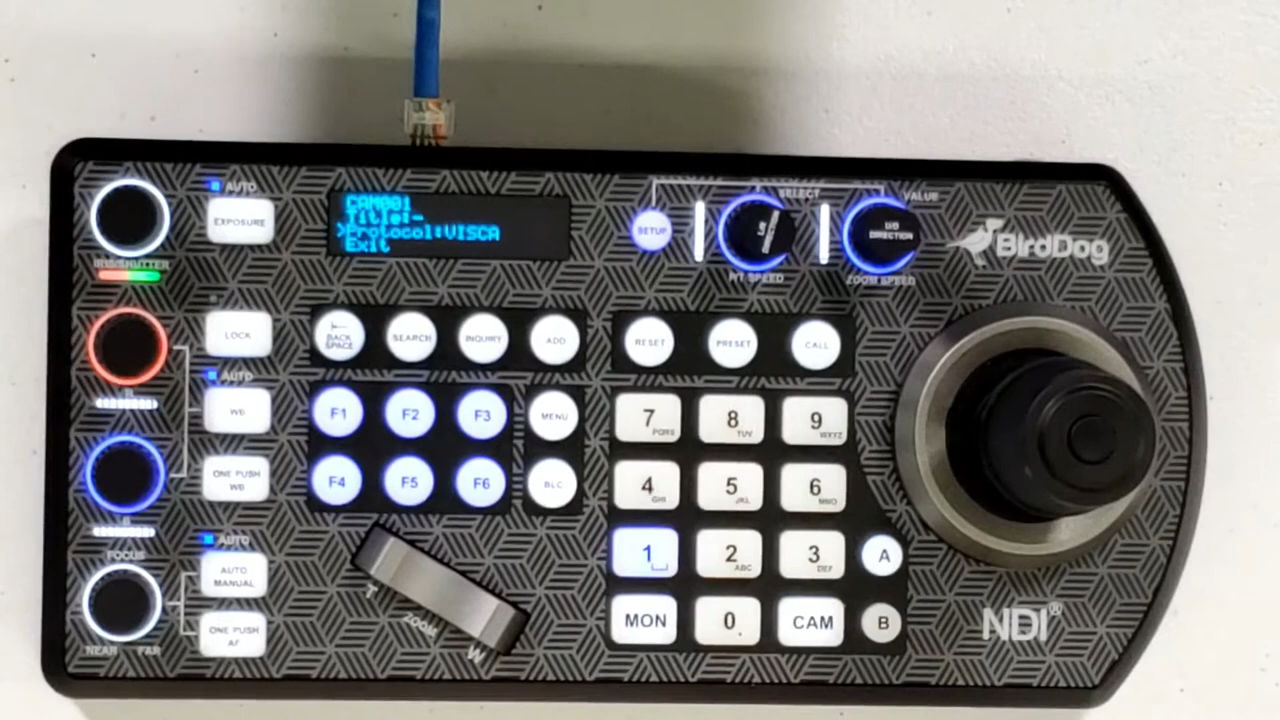 AUTO
EXPOSURE
IRIS/SHUTTER
CAM001
Title:-
>Protocol:VISCA
Exit
SETUP
SELECT
VALUE
L/R DIRECTION
U/D DIRECTION
P/T SPEED
ZOOM SPEED
BirdDog
LOCK
BACK SPACE
SEARCH
INQUIRY
ADD
RESET
PRESET
CALL
R
AUTO
WB
F1
F2
F3
MENU
7 PQRS
8 TUV
9 WXYZ
ONE PUSH WB
F4
F5
F6
BLC
4 GHI
5 JKL
6 MNO
B
AUTO
FOCUS
AUTO MANUAL
1
2 ABC
3 DEF
A
T
ZOOM
W
ONE PUSH AF
NEAR
FAR
MON
0
CAM
B
NDI®